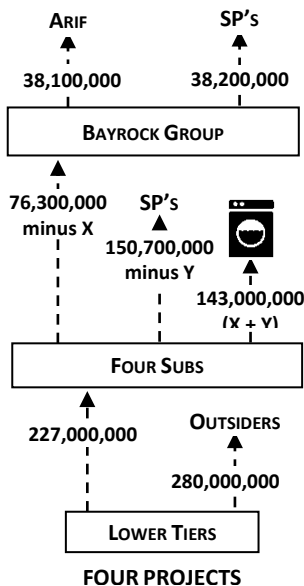 ARIF
SP'S
38,100,000
38,200,000
BAYROCK GROUP
76,300,000
minus X
SP'S
150,700,000
minus Y
143,000,000
(X + Y)
FOUR SUBS
227,000,000
OUTSIDERS
280,000,000
LOWER TIERS
FOUR PROJECTS